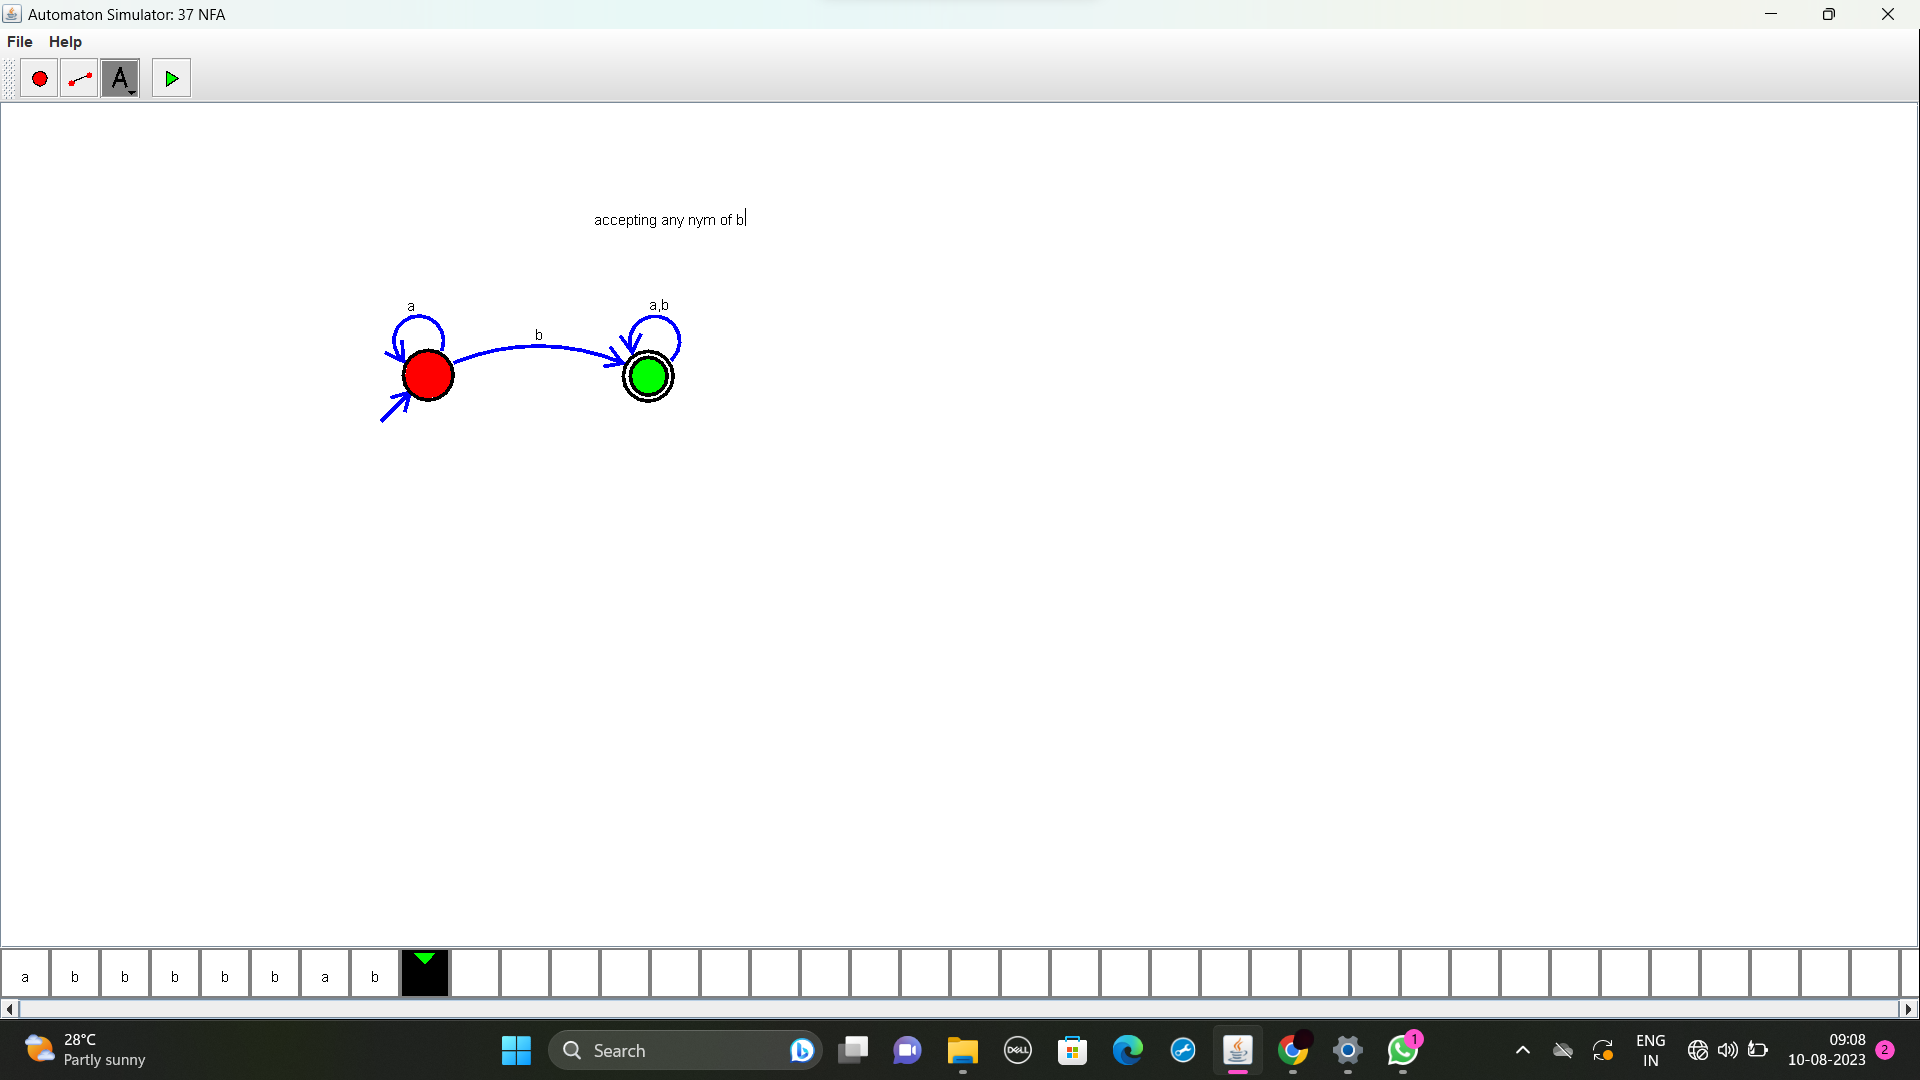 Automaton Simulator: 37 NFA
File Help
A
accepting any nym of b
a
a,b
b
a b b b b b a b
28°C
Partly sunny
Search
DELL
1
ENG
IN
09:08
10-08-2023
2